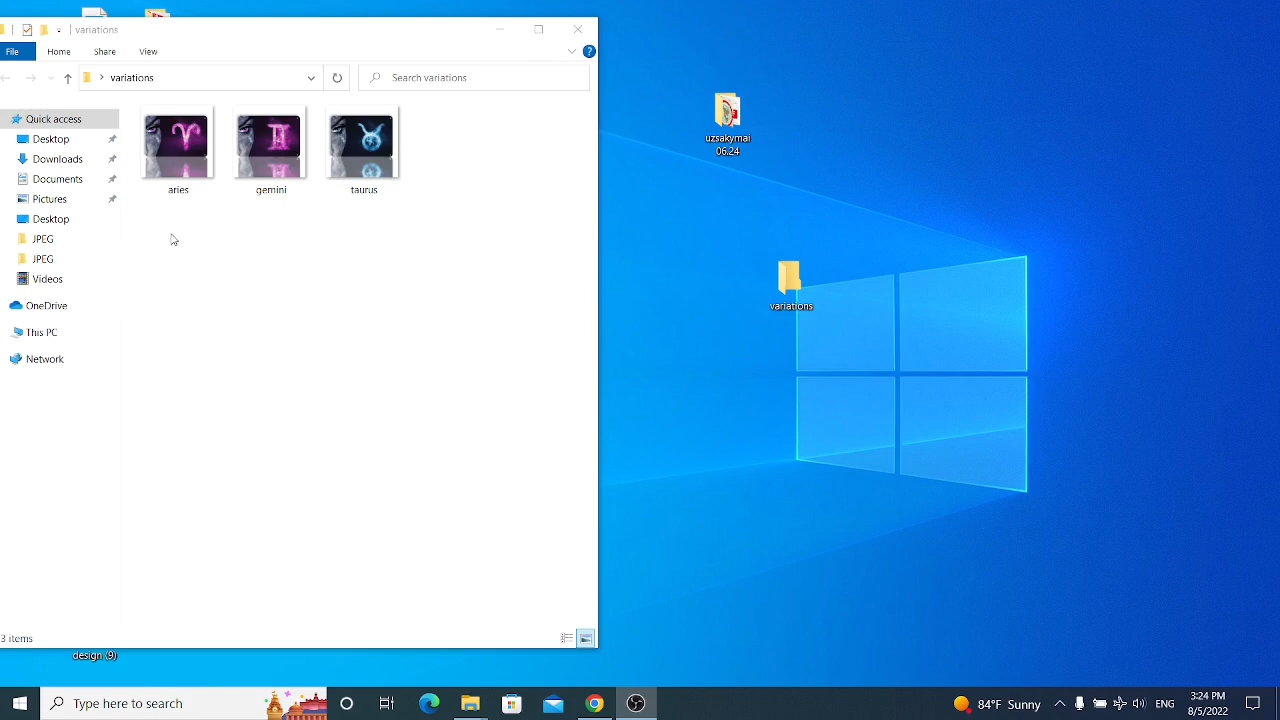 variations
File
Home
Share
View
variations
Search variations
Quick access
Desktop
Downloads
Documents
Pictures
Desktop
JPEG
JPEG
Videos
OneDrive
This PC
Network
aries
gemini
taurus
3 items
design (9)
uzsakymai
06.24
variations
Type here to search
84°F Sunny
ENG
3:24 PM
8/5/2022